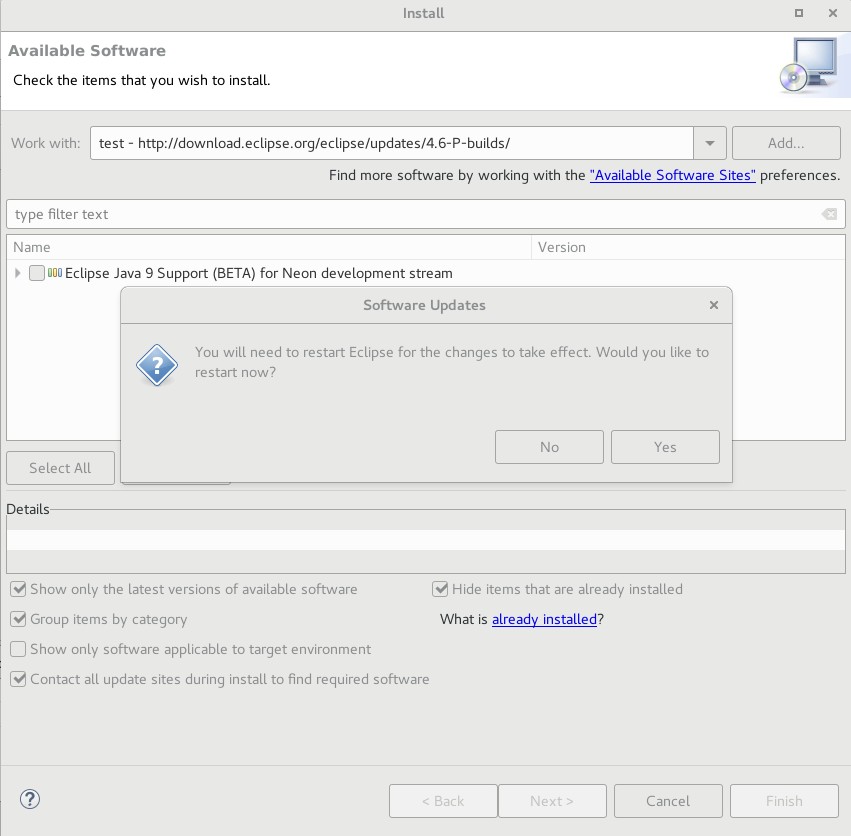 Install
Available Software
Check the items that you wish to install.
Work with: test - http://download.eclipse.org/eclipse/updates/4.6-P-builds/ Add...
Find more software by working with the "Available Software Sites" preferences.
type filter text
Name Version
Eclipse Java 9 Support (BETA) for Neon development stream
Software Updates
You will need to restart Eclipse for the changes to take effect. Would you like to
restart now?
No Yes
Select All
Details
Show only the latest versions of available software Hide items that are already installed
Group items by category What is already installed?
Show only software applicable to target environment
Contact all update sites during install to find required software
< Back Next > Cancel Finish